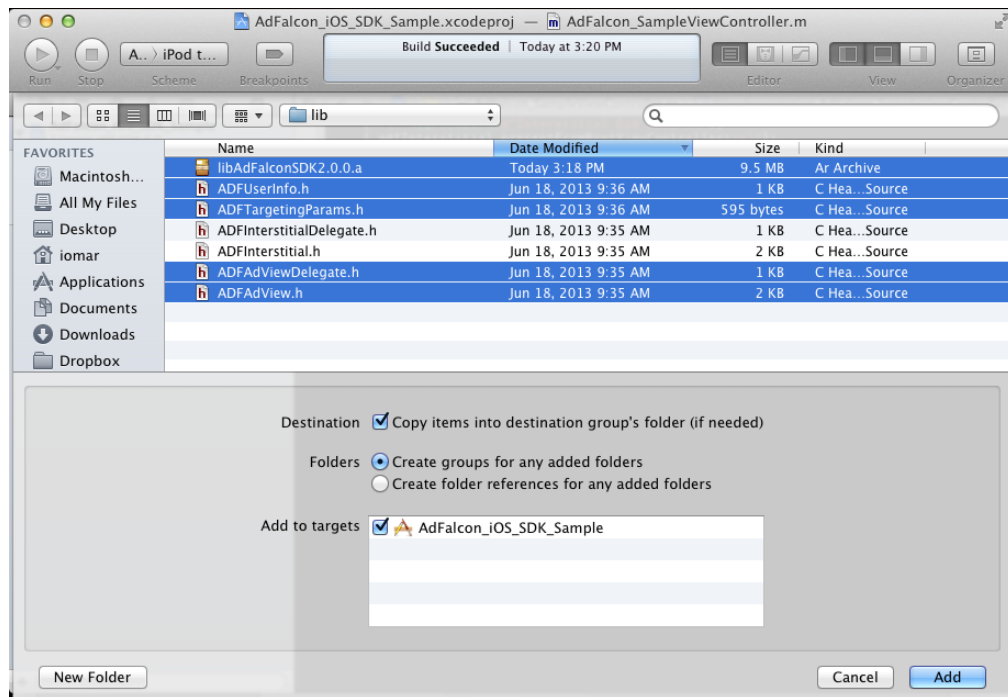 AdFalcon_iOS_SDK_Sample.xcodeproj — m AdFalcon_SampleViewController.m
Build Succeeded | Today at 3:20 PM
A.. › iPod t...
Run Stop Scheme Breakpoints Editor View Organizer
lib
FAVORITES
Macintosh...
All My Files
Desktop
iomar
Applications
Documents
Downloads
Dropbox
Name Date Modified Size Kind
libAdFalconSDK2.0.0.a Today 3:18 PM 9.5 MB Ar Archive
h ADFUserInfo.h Jun 18, 2013 9:36 AM 1 KB C Hea...Source
h ADFTargetingParams.h Jun 18, 2013 9:36 AM 595 bytes C Hea...Source
h ADFInterstitialDelegate.h Jun 18, 2013 9:35 AM 1 KB C Hea...Source
h ADFInterstitial.h Jun 18, 2013 9:35 AM 2 KB C Hea...Source
h ADFAdViewDelegate.h Jun 18, 2013 9:35 AM 1 KB C Hea...Source
h ADFAdView.h Jun 18, 2013 9:35 AM 2 KB C Hea...Source
Destination Copy items into destination group's folder (if needed)
Folders Create groups for any added folders
Create folder references for any added folders
Add to targets AdFalcon_iOS_SDK_Sample
New Folder Cancel Add